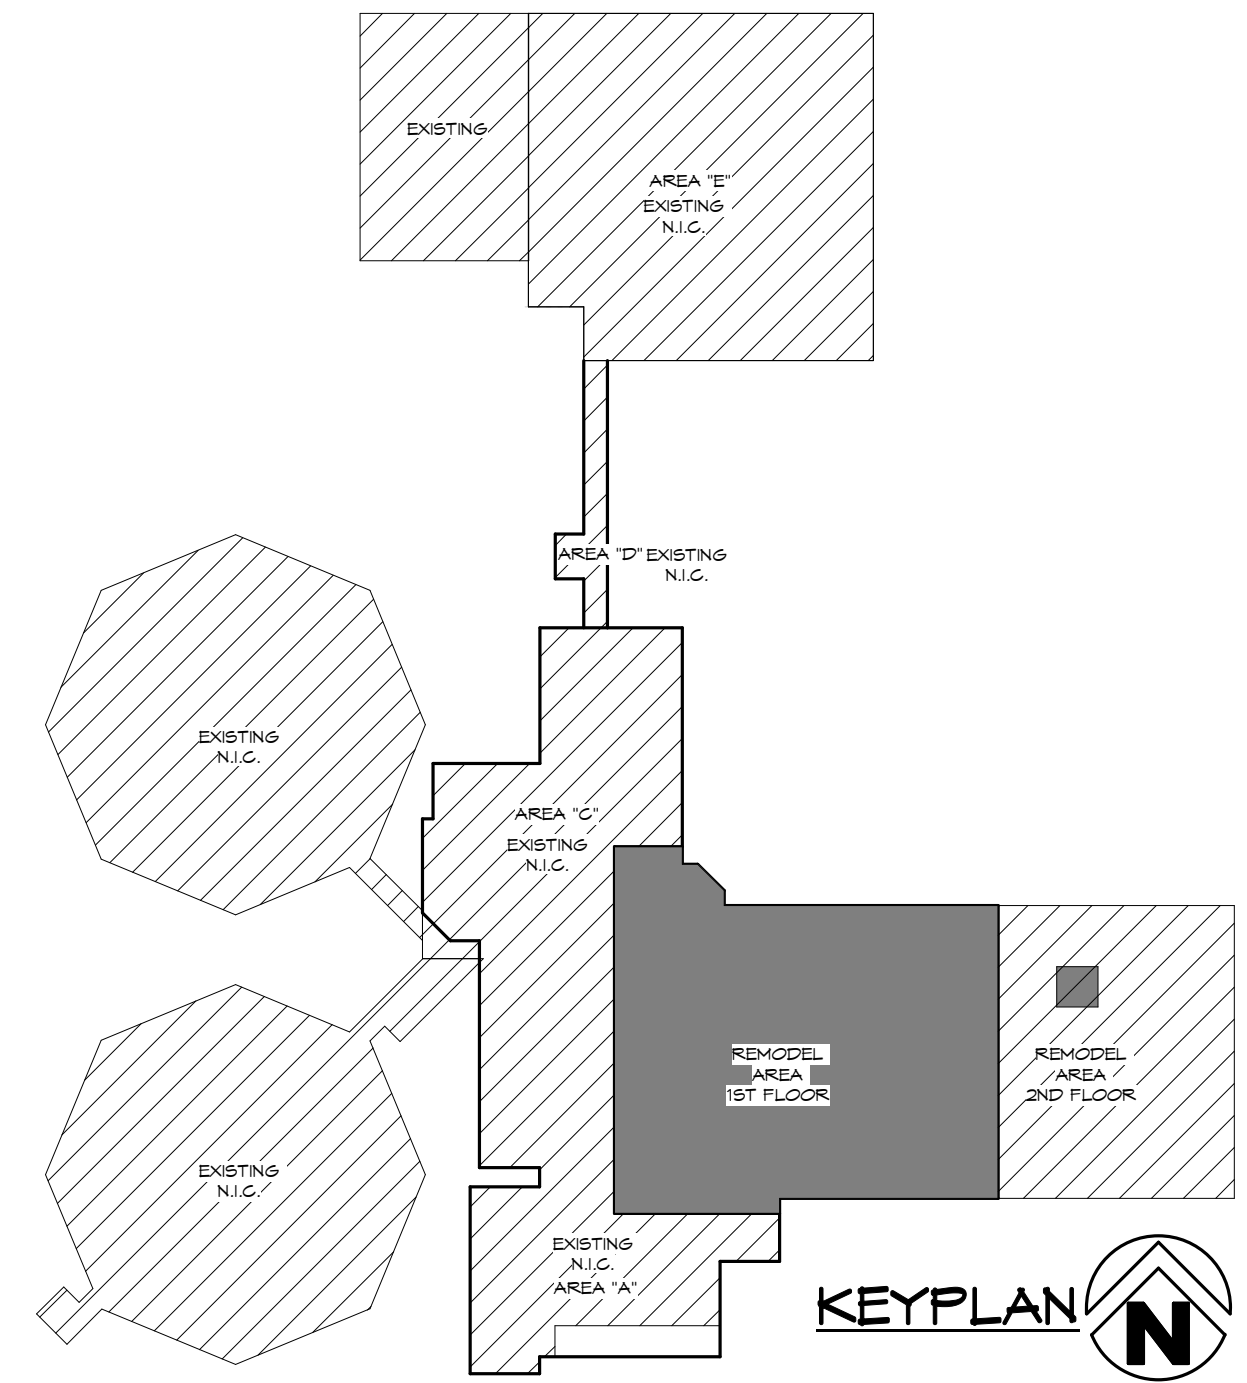 EXISTING
AREA "E"
EXISTING
N.I.C.
AREA "D" EXISTING
N.I.C.
EXISTING
N.I.C.
AREA "C"
EXISTING
N.I.C.
REMODEL
AREA
1ST FLOOR
REMODEL
AREA
2ND FLOOR
EXISTING
N.I.C.
EXISTING
N.I.C.
AREA "A"
KEYPLAN
N